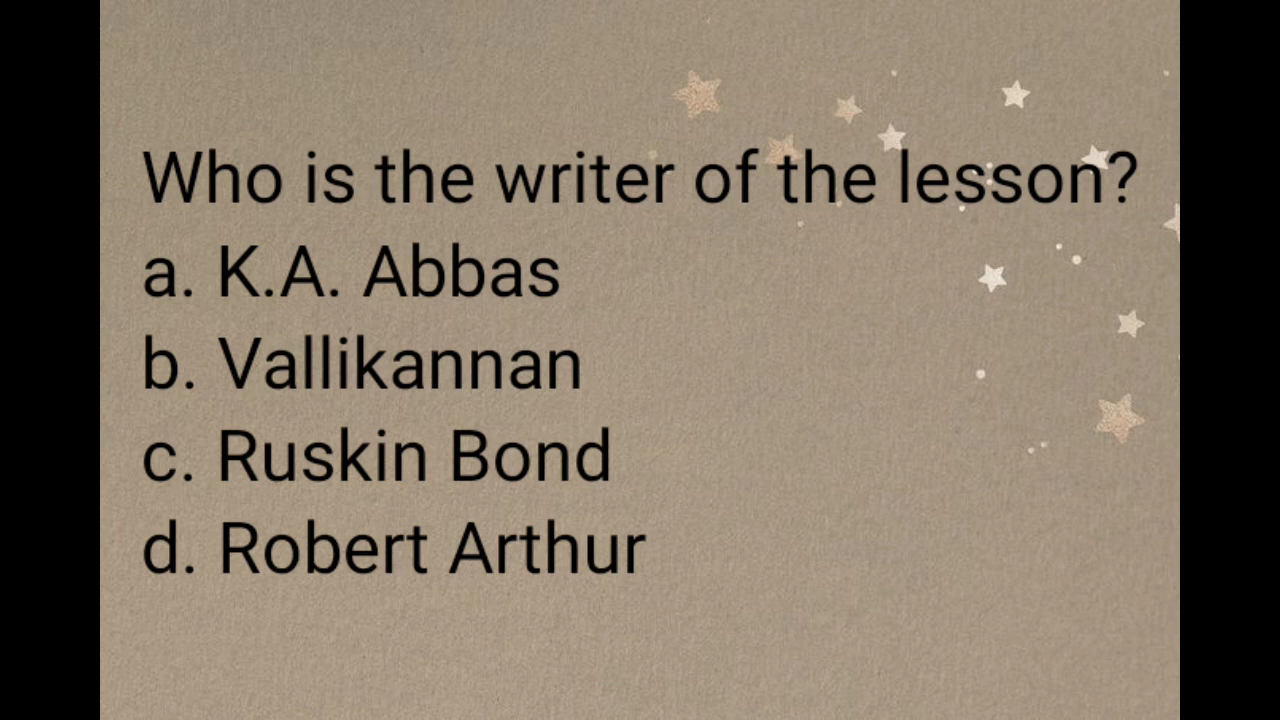 Who is the writer of the lesson?
a. K.A. Abbas
b. Vallikannan
c. Ruskin Bond
d. Robert Arthur